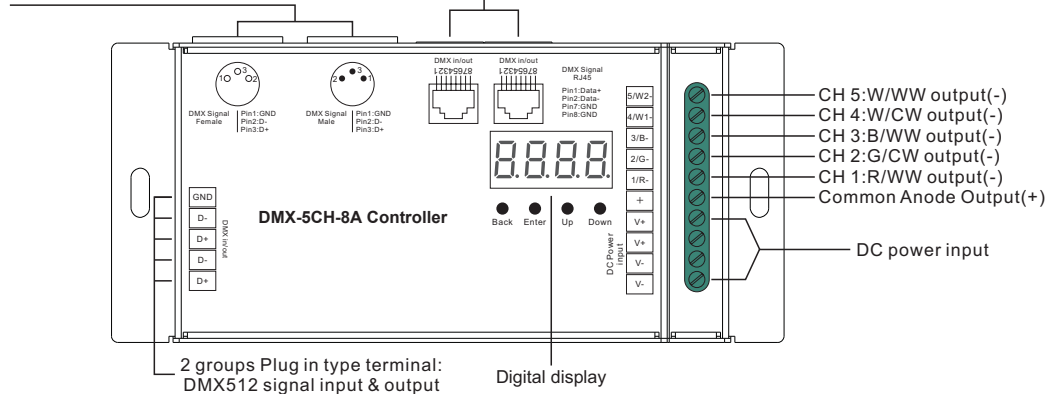 DMX in/out
DMX in/out
87654321
87654321
DMX Signal
RJ45
Pin1:Data+
Pin2:Data-
Pin7:GND
Pin8:GND
1 3 2
2 3 1
DMX Signal
Female
Pin1:GND
Pin2:D-
Pin3:D+
DMX Signal
Male
Pin1:GND
Pin2:D-
Pin3:D+
5/W2-
4/W1-
3/B-
2/G-
1/R-
+
V+
V+
V-
V-
DC Power
input
CH 5:W/WW output(-)
CH 4:W/CW output(-)
CH 3:B/WW output(-)
CH 2:G/CW output(-)
CH 1:R/WW output(-)
Common Anode Output(+)
DC power input
8.8.8.8.
GND
D-
D+
D-
D+
DMX in/out
DMX-5CH-8A Controller
Back Enter Up Down
2 groups Plug in type terminal:
DMX512 signal input & output
Digital display